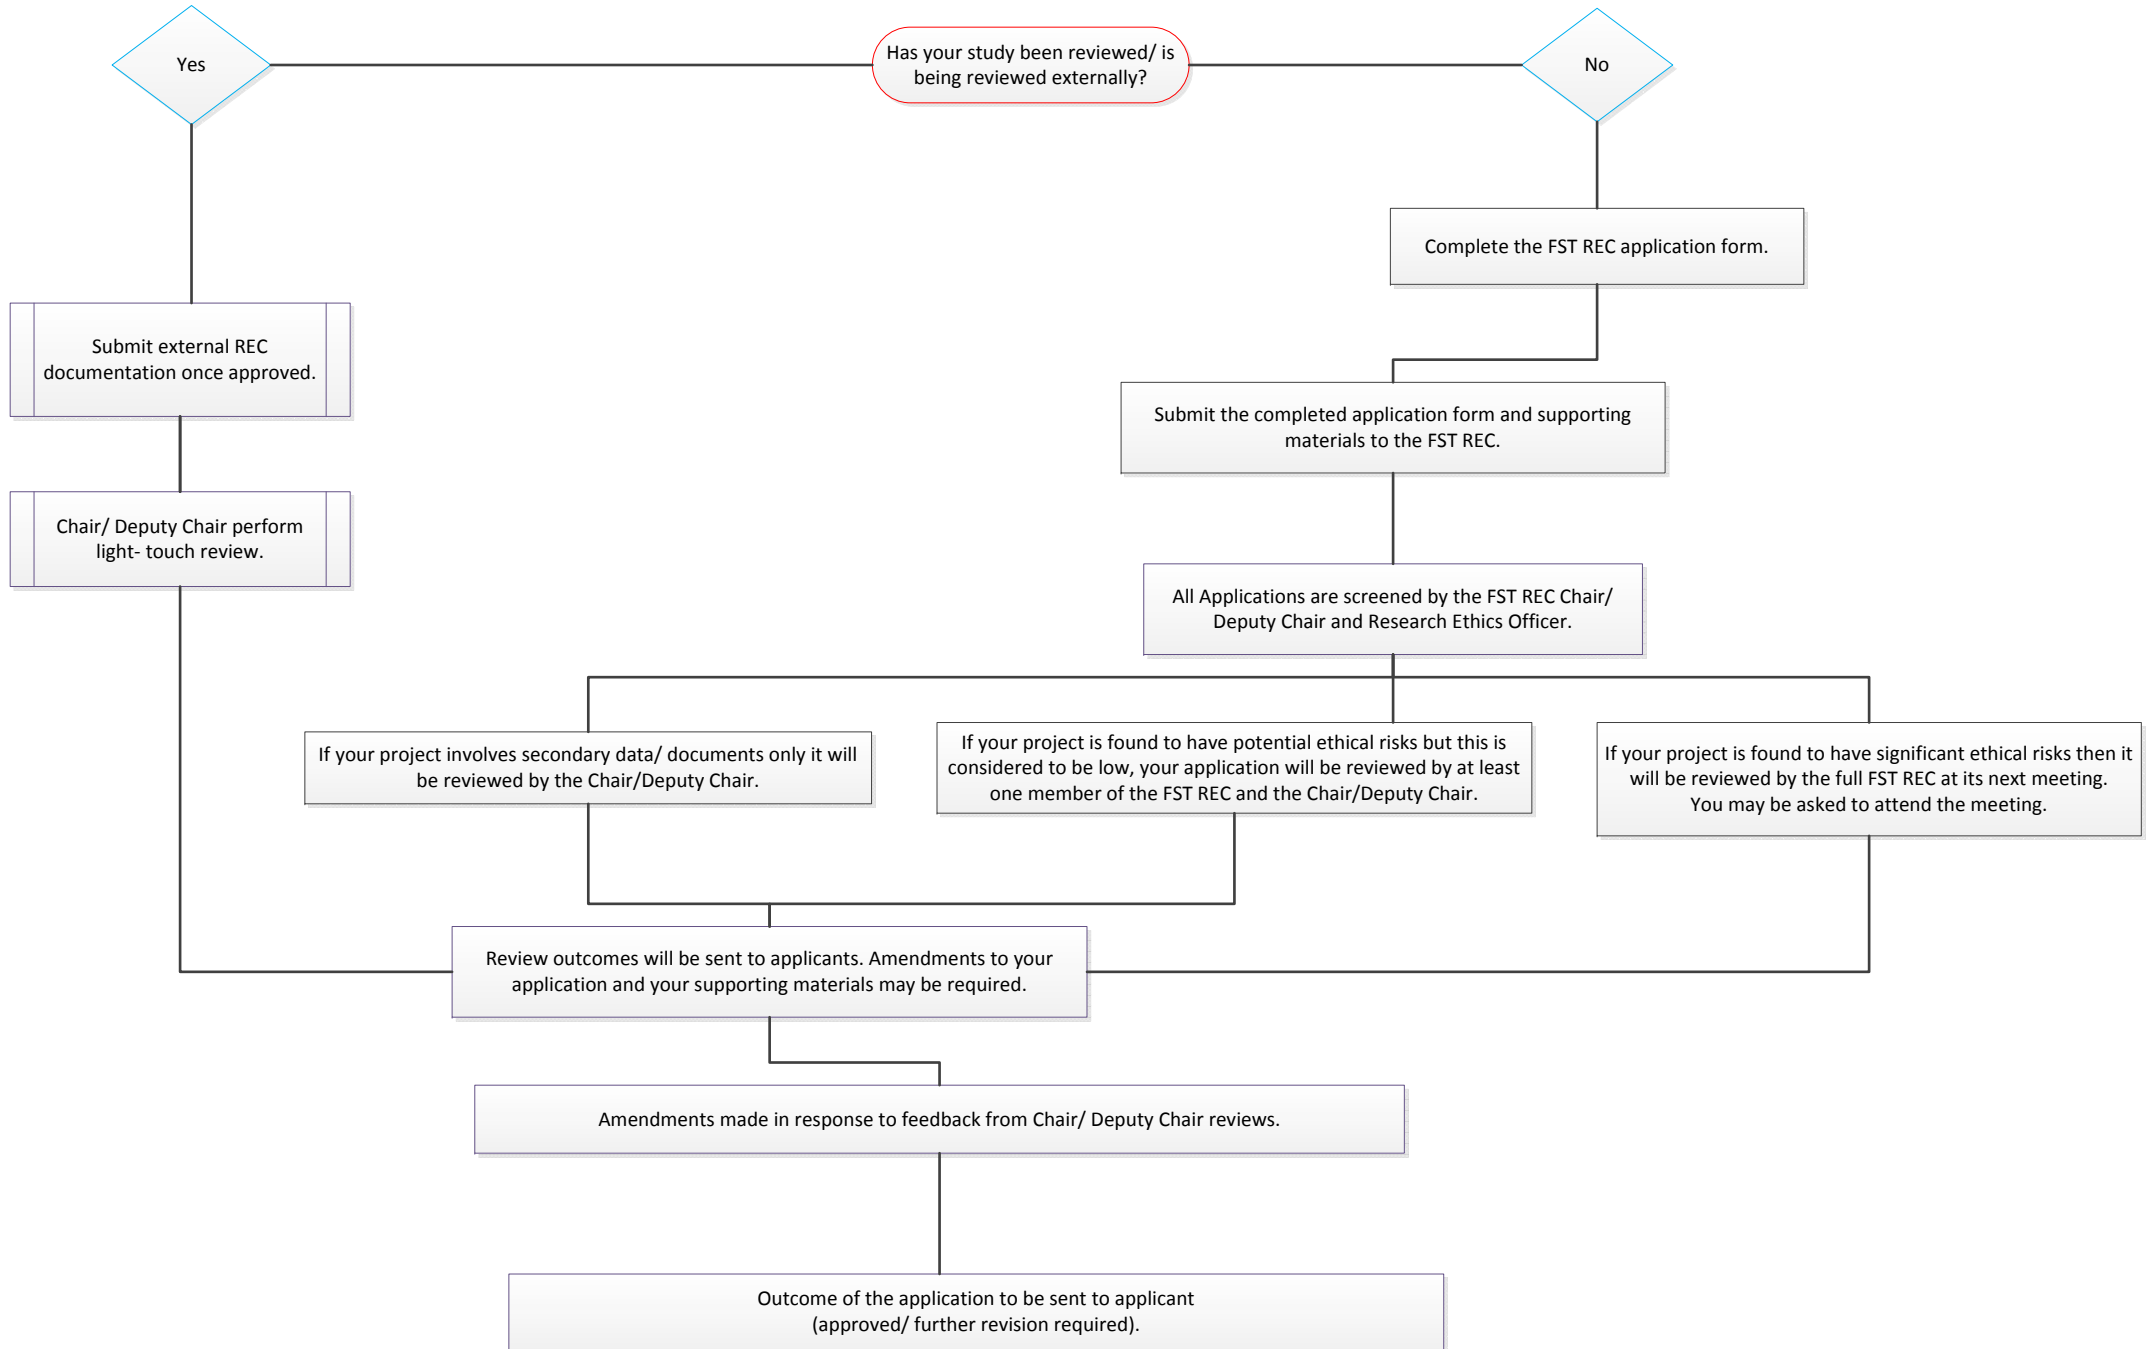 Yes
Has your study been reviewed/ is
being reviewed externally?
No
Complete the FST REC application form.
Submit external REC
documentation once approved.
Submit the completed application form and supporting
materials to the FST REC.
Chair/ Deputy Chair perform
light- touch review.
All Applications are screened by the FST REC Chair/
Deputy Chair and Research Ethics Officer.
If your project involves secondary data/ documents only it will
be reviewed by the Chair/Deputy Chair.
If your project is found to have potential ethical risks but this is
considered to be low, your application will be reviewed by at least
one member of the FST REC and the Chair/Deputy Chair.
If your project is found to have significant ethical risks then it
will be reviewed by the full FST REC at its next meeting.
You may be asked to attend the meeting.
Review outcomes will be sent to applicants. Amendments to your
application and your supporting materials may be required.
Amendments made in response to feedback from Chair/ Deputy Chair reviews.
Outcome of the application to be sent to applicant
(approved/ further revision required).